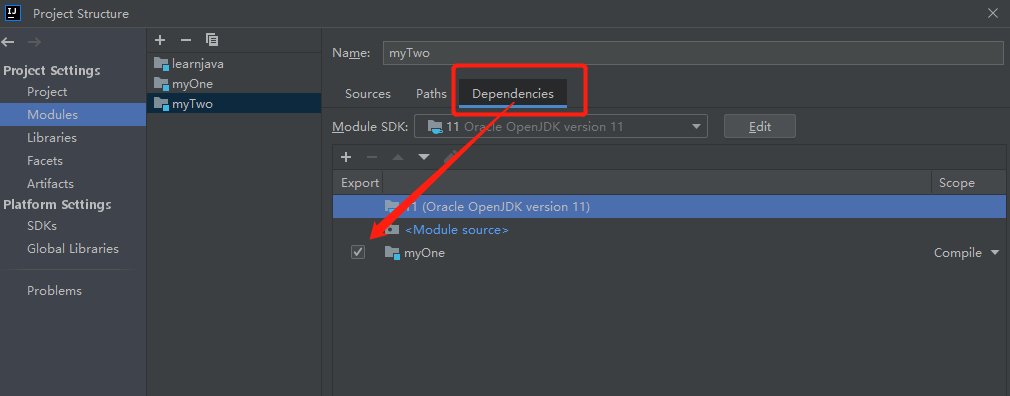 Project Structure
Project Settings
Project
Modules
Libraries
Facets
Artifacts
Platform Settings
SDKs
Global Libraries
Problems
learnjava
myOne
myTwo
Name: myTwo
Sources Paths Dependencies
Module SDK: 11 Oracle OpenJDK version 11 Edit
Export Scope
11 (Oracle OpenJDK version 11)
<Module source>
myOne Compile